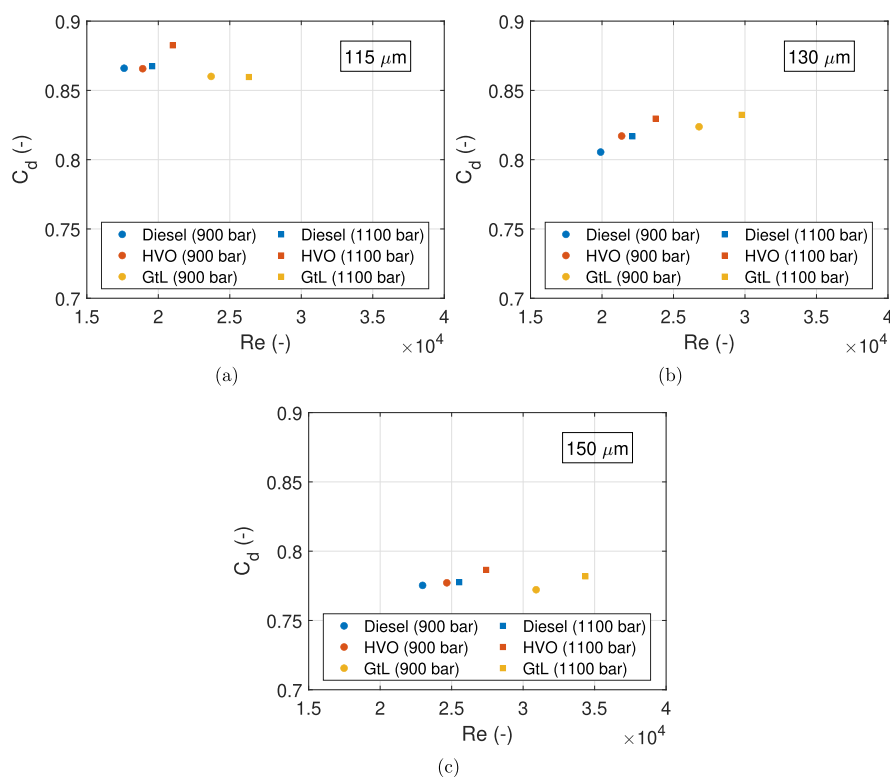 0.9
0.85
0.8
0.75
0.7
C_d (-)
115 μm
Diesel (900 bar) Diesel (1100 bar)
HVO (900 bar) HVO (1100 bar)
GtL (900 bar) GtL (1100 bar)
1.5 2 2.5 3 3.5 4
Re (-)
×10^4
(a)
0.9
0.85
0.8
0.75
0.7
C_d (-)
130 μm
Diesel (900 bar) Diesel (1100 bar)
HVO (900 bar) HVO (1100 bar)
GtL (900 bar) GtL (1100 bar)
1.5 2 2.5 3 3.5 4
Re (-)
×10^4
(b)
0.9
0.85
0.8
0.75
0.7
C_d (-)
150 μm
Diesel (900 bar) Diesel (1100 bar)
HVO (900 bar) HVO (1100 bar)
GtL (900 bar) GtL (1100 bar)
1.5 2 2.5 3 3.5 4
Re (-)
×10^4
(c)